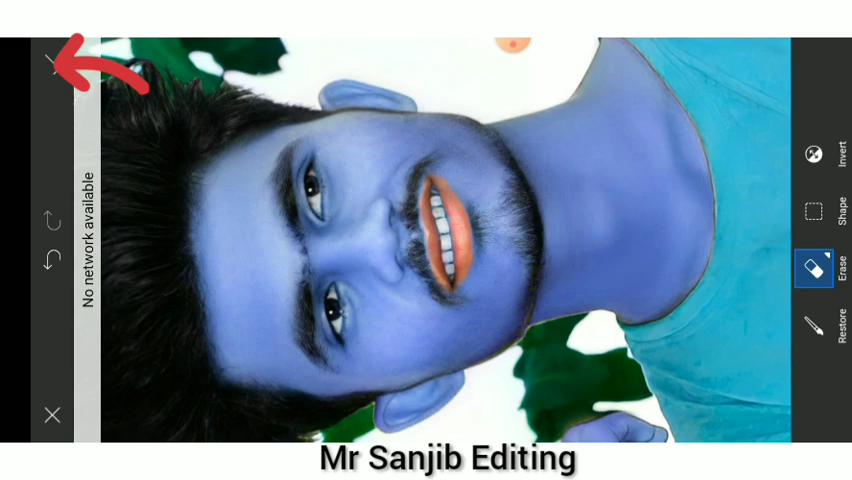 No network available
Invert
Shape
Erase
Restore
Mr Sanjib Editing